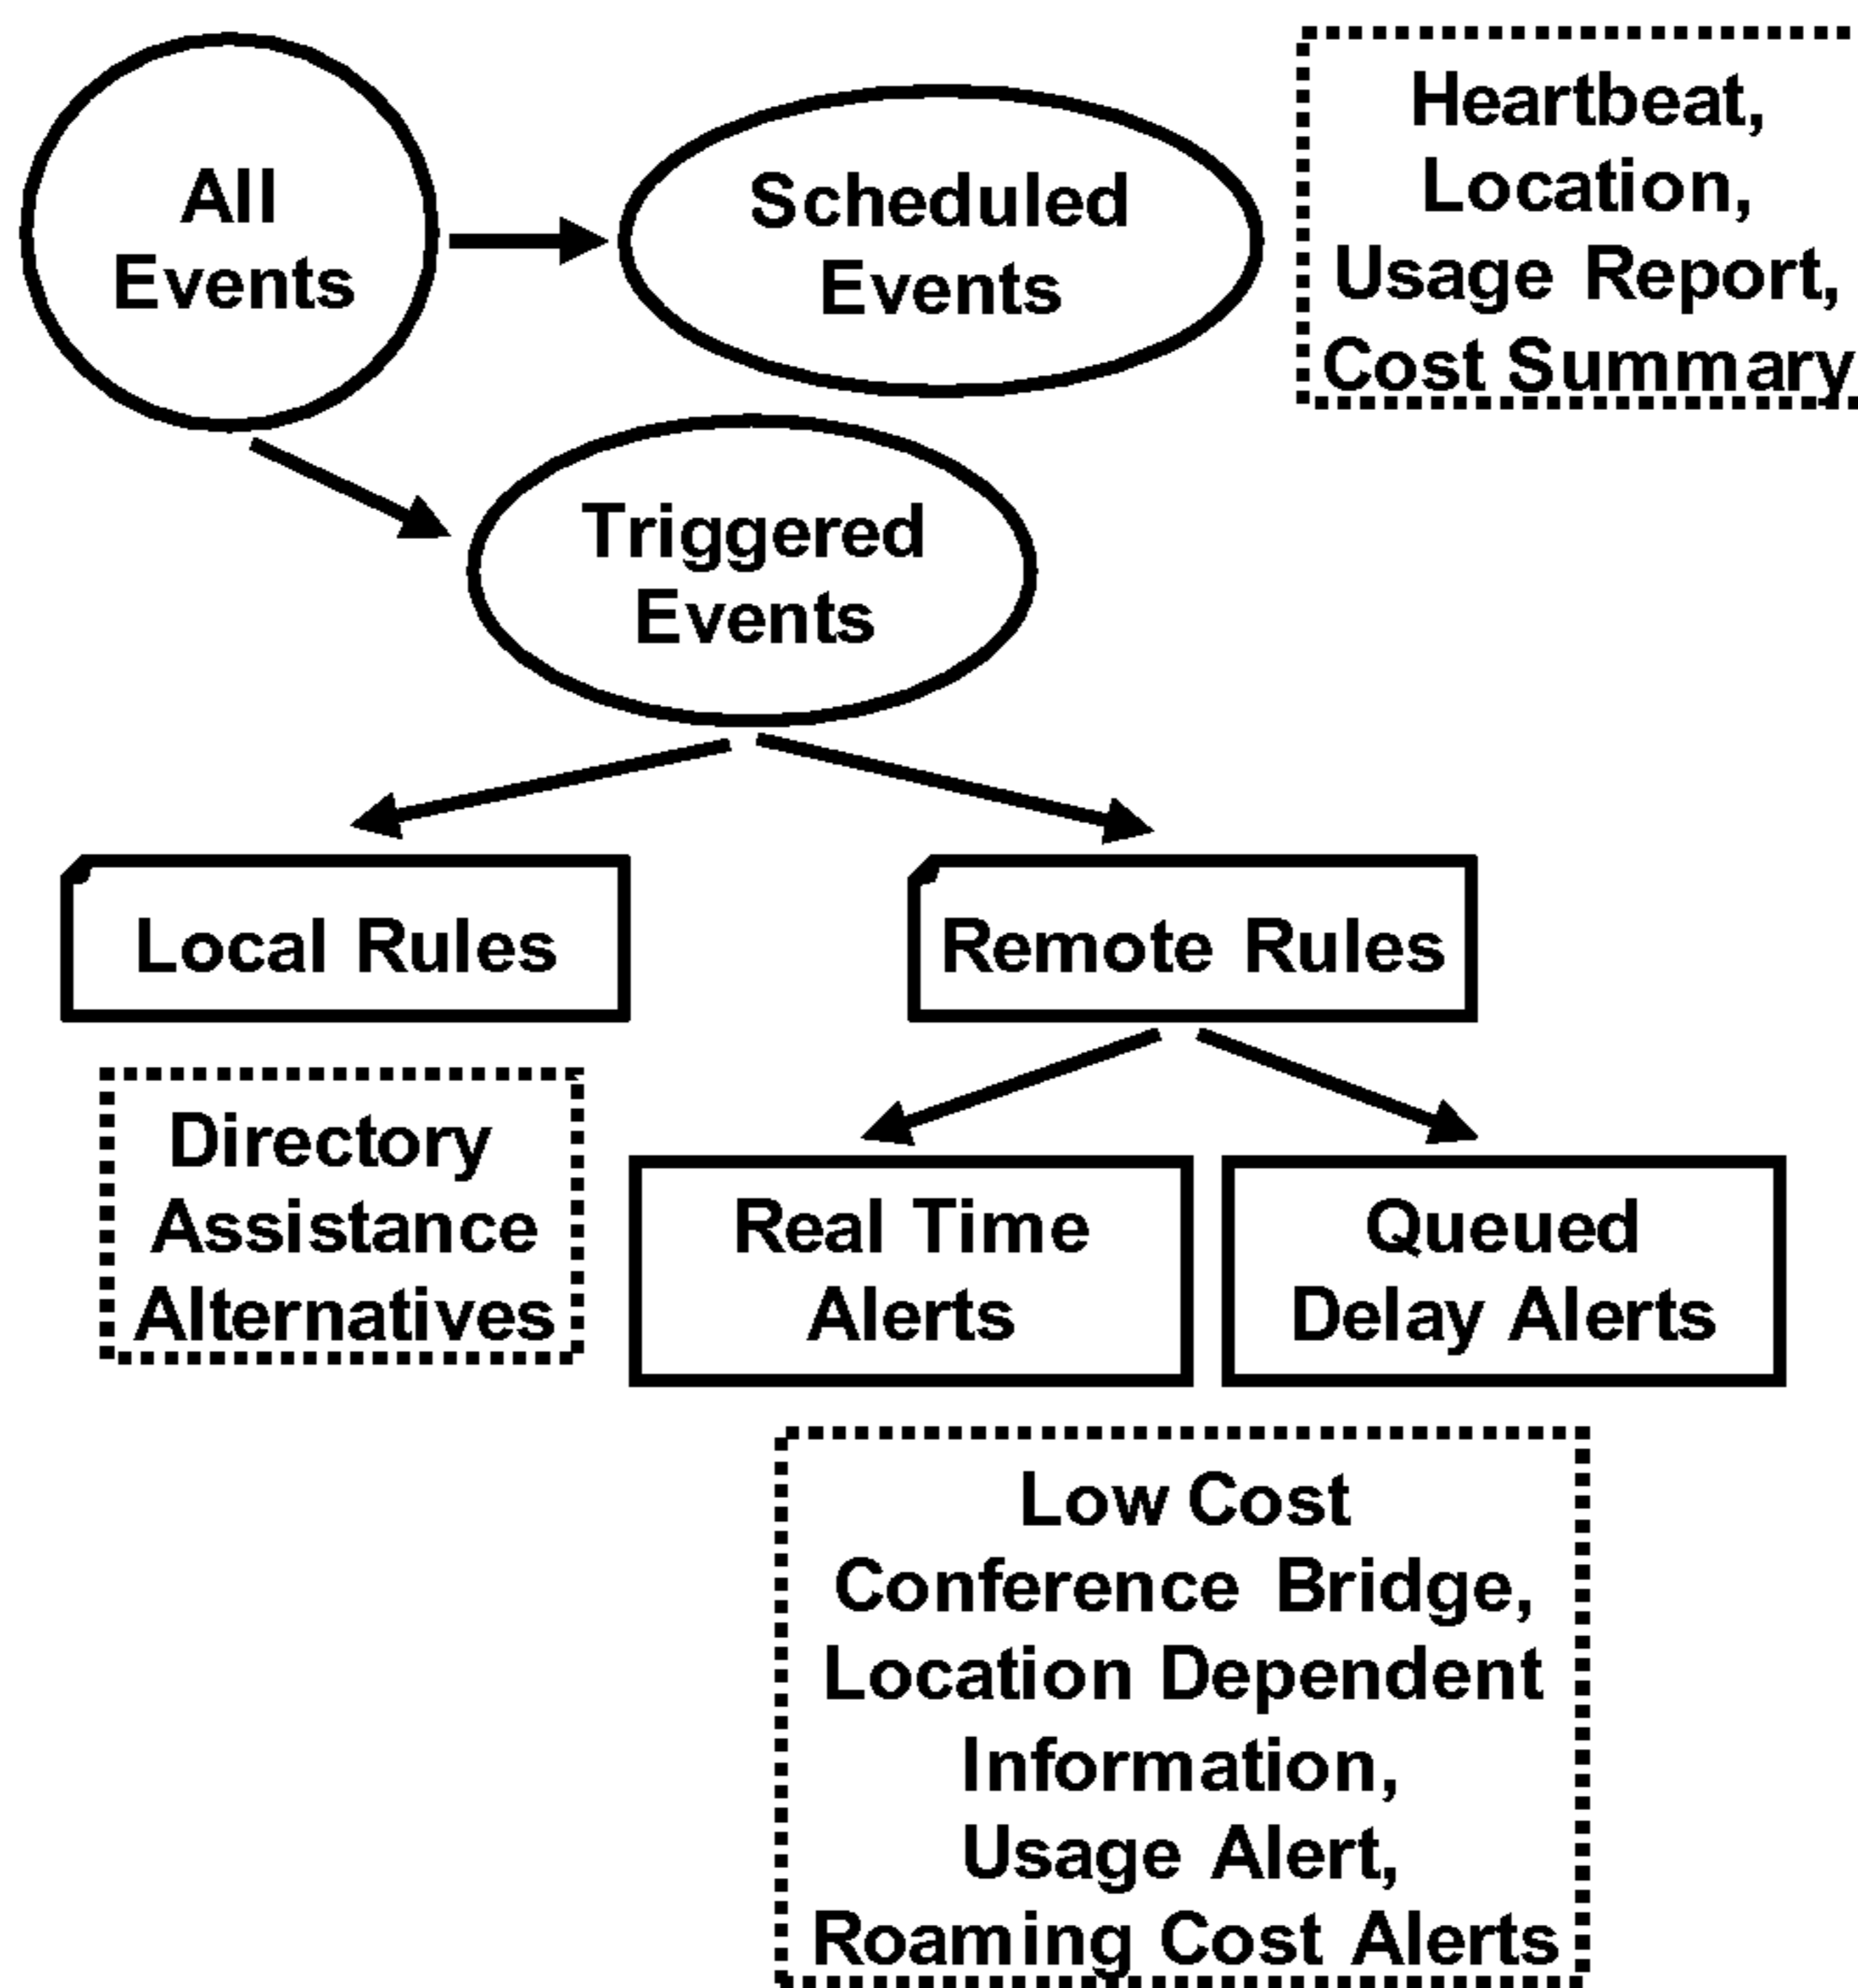 All
Events
Scheduled
Events
Heartbeat,
Location,
Usage Report,
Cost Summary
Triggered
Events
Local Rules
Remote Rules
Directory
Assistance
Alternatives
Real Time
Alerts
Queued
Delay Alerts
Low Cost
Conference Bridge,
Location Dependent
Information,
Usage Alert,
Roaming Cost Alerts